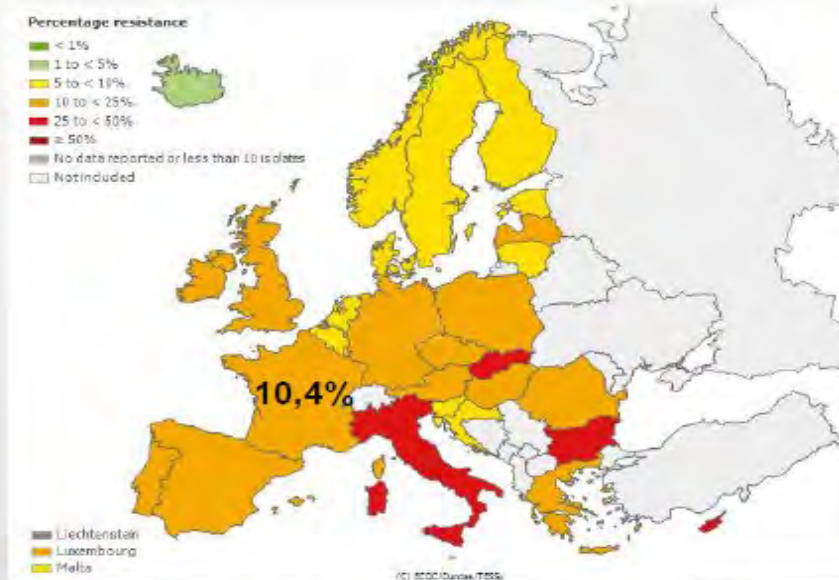 Percentage resistance
< 1%
1 to < 5%
5 to < 10%
10 to < 25%
25 to < 50%
≥ 50%
No data reported or less than 10 isolates
Not included
10,4%
Liechtenstein
Luxembourg
Malta
(C) ECDC/Dundas/TESSy